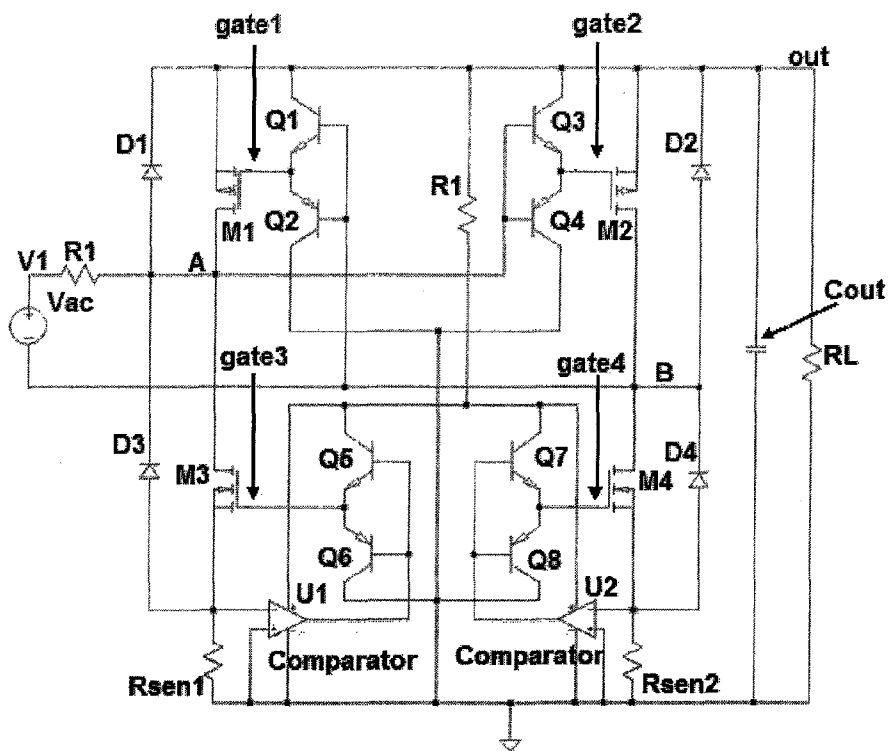 gate1
gate2
out
Q1
Q3
D1
D2
R1
Q2
Q4
M1
M2
V1
R1
A
Vac
Cout
gate3
gate4
B
RL
D3
Q5
Q7
D4
M3
M4
Q6
Q8
U1
U2
Comparator
Comparator
Rsen1
Rsen2